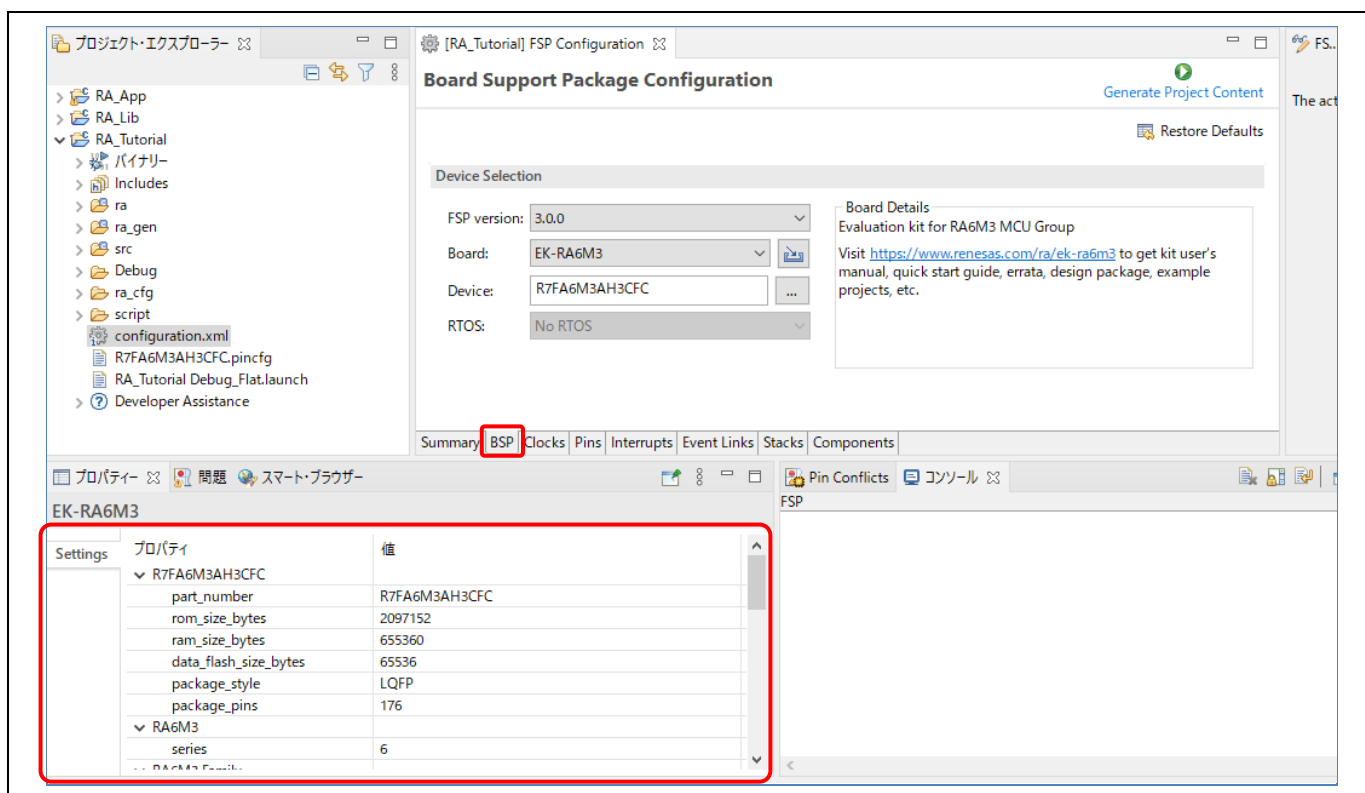 プロジェクト・エクスプローラー
RA_App
RA_Lib
RA_Tutorial
バイナリー
Includes
ra
ra_gen
src
Debug
ra_cfg
script
configuration.xml
R7FA6M3AH3CFC.pincfg
RA_Tutorial Debug_Flat.launch
Developer Assistance
[RA_Tutorial] FSP Configuration
Board Support Package Configuration
Generate Project Content
Restore Defaults
Device Selection
FSP version: 3.0.0
Board: EK-RA6M3
Device: R7FA6M3AH3CFC ...
RTOS: No RTOS
Board Details
Evaluation kit for RA6M3 MCU Group
Visit https://www.renesas.com/ra/ek-ra6m3 to get kit user's
manual, quick start guide, errata, design package, example
projects, etc.
Summary BSP Clocks Pins Interrupts Event Links Stacks Components
FS..
The act
プロパティー 問題 スマート・ブラウザー
EK-RA6M3
Settings
プロパティ 値
R7FA6M3AH3CFC
part_number R7FA6M3AH3CFC
rom_size_bytes 2097152
ram_size_bytes 655360
data_flash_size_bytes 65536
package_style LQFP
package_pins 176
RA6M3
series 6
RA6M3 Family
Pin Conflicts コンソール
FSP